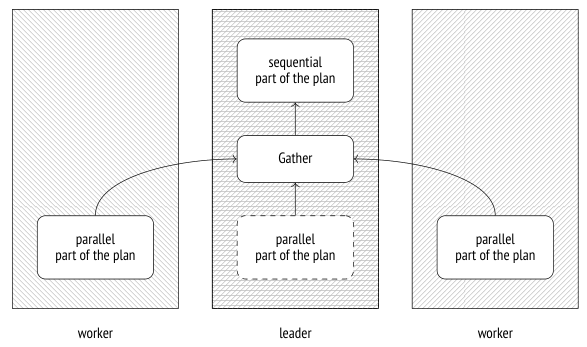 sequential
part of the plan
Gather
parallel
part of the plan
parallel
part of the plan
parallel
part of the plan
worker
leader
worker